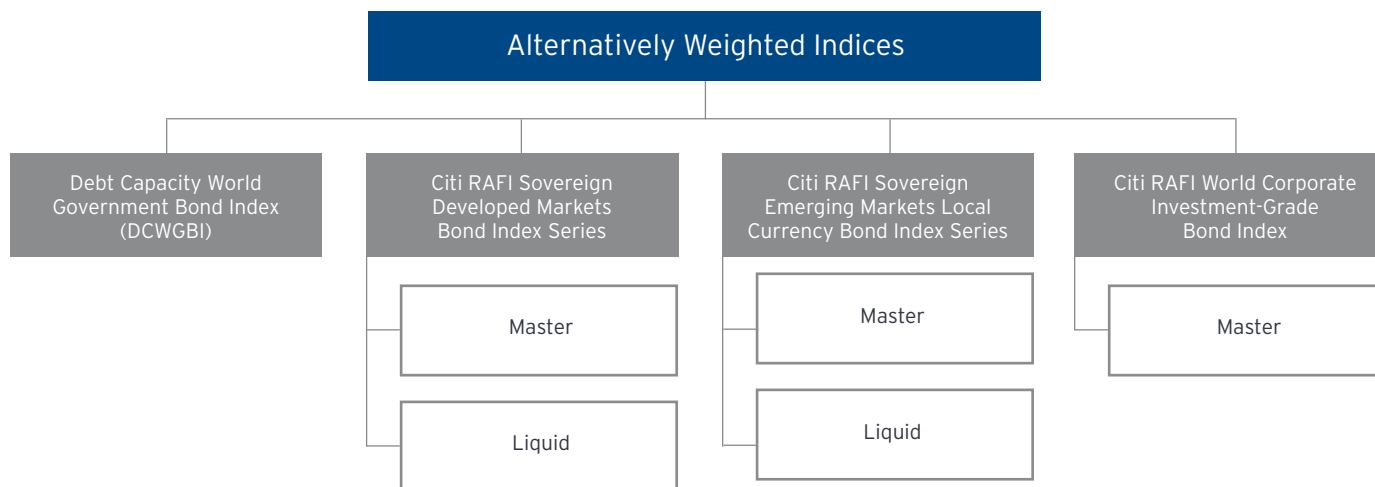 Alternatively Weighted Indices
Debt Capacity World
Government Bond Index
(DCWGBI)
Citi RAFI Sovereign
Developed Markets
Bond Index Series
Master
Liquid
Citi RAFI Sovereign
Emerging Markets Local
Currency Bond Index Series
Master
Liquid
Citi RAFI World Corporate
Investment-Grade
Bond Index
Master